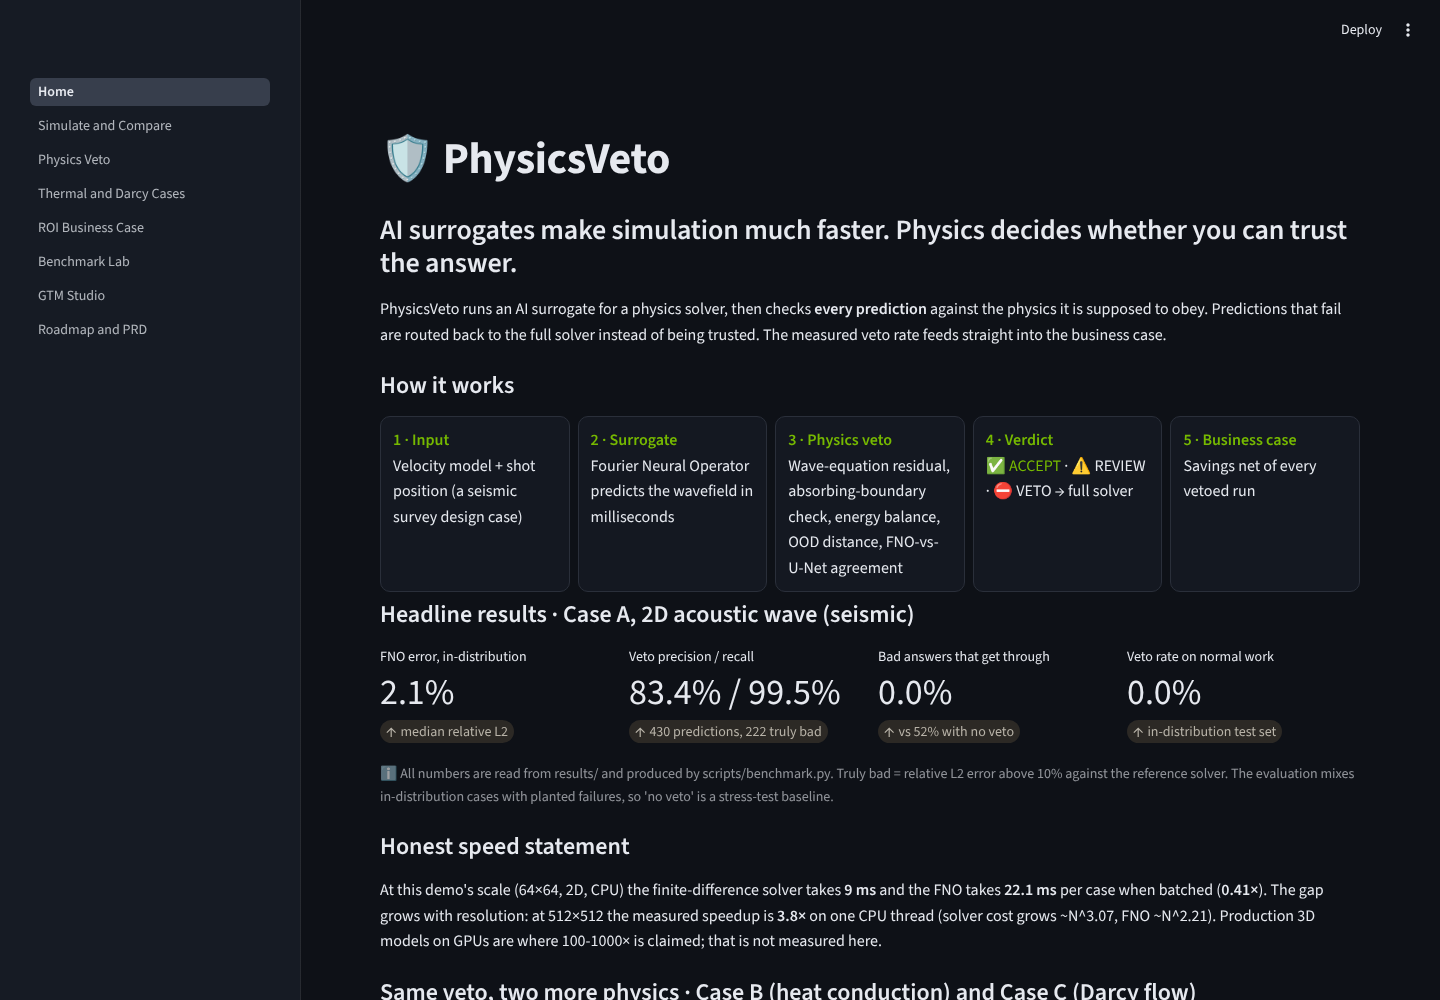 Deploy
Home
Simulate and Compare
Physics Veto
Thermal and Darcy Cases
ROI Business Case
Benchmark Lab
GTM Studio
Roadmap and PRD
PhysicsVeto
AI surrogates make simulation much faster. Physics decides whether you can trust
the answer.
PhysicsVeto runs an AI surrogate for a physics solver, then checks every prediction against the physics it is supposed to obey. Predictions that fail
are routed back to the full solver instead of being trusted. The measured veto rate feeds straight into the business case.
How it works
1 · Input
Velocity model + shot
position (a seismic
survey design case)
2 · Surrogate
Fourier Neural Operator
predicts the wavefield in
milliseconds
3 · Physics veto
Wave-equation residual,
absorbing-boundary
check, energy balance,
OOD distance, FNO-vs-
U-Net agreement
4 · Verdict
✅ ACCEPT · ⚠️ REVIEW
· ⛔ VETO → full solver
5 · Business case
Savings net of every
vetoed run
Headline results · Case A, 2D acoustic wave (seismic)
FNO error, in-distribution
2.1%
↑ median relative L2
Veto precision / recall
83.4% / 99.5%
↑ 430 predictions, 222 truly bad
Bad answers that get through
0.0%
↑ vs 52% with no veto
Veto rate on normal work
0.0%
↑ in-distribution test set
ℹ️ All numbers are read from results/ and produced by scripts/benchmark.py. Truly bad = relative L2 error above 10% against the reference solver. The evaluation mixes
in-distribution cases with planted failures, so 'no veto' is a stress-test baseline.
Honest speed statement
At this demo's scale (64×64, 2D, CPU) the finite-difference solver takes 9 ms and the FNO takes 22.1 ms per case when batched (0.41×). The gap
grows with resolution: at 512×512 the measured speedup is 3.8× on one CPU thread (solver cost grows ~N^3.07, FNO ~N^2.21). Production 3D
models on GPUs are where 100-1000× is claimed; that is not measured here.
Same veto, two more physics · Case B (heat conduction) and Case C (Darcy flow)